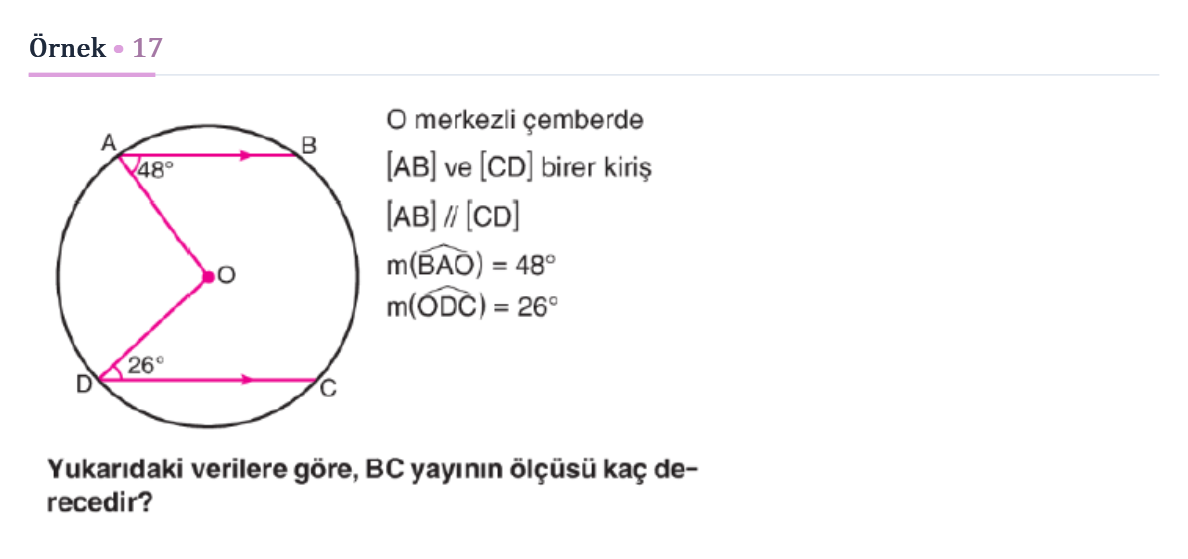 Örnek • 17
O merkezli çemberde
[AB] ve [CD] birer kiriş
[AB] // [CD]
m(BAO) = 48°
m(ODC) = 26°
A
B
48°
O
26°
D
C
Yukarıdaki verilere göre, BC yayının ölçüsü kaç de-
recedir?